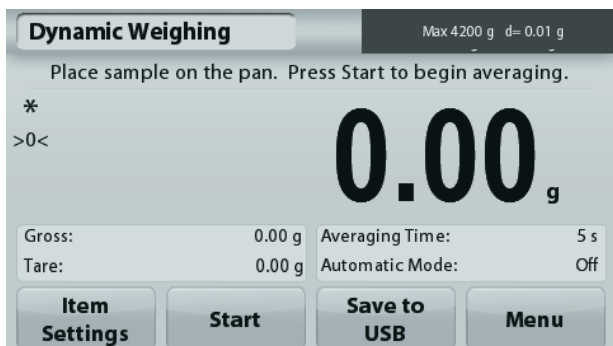 Dynamic Weighing
Max 4200 g d= 0.01 g
Place sample on the pan. Press Start to begin averaging.
*
>0<
0.00 g
Gross: 0.00 g
Tare: 0.00 g
Averaging Time: 5 s
Automatic Mode: Off
Item
Settings
Start
Save to
USB
Menu